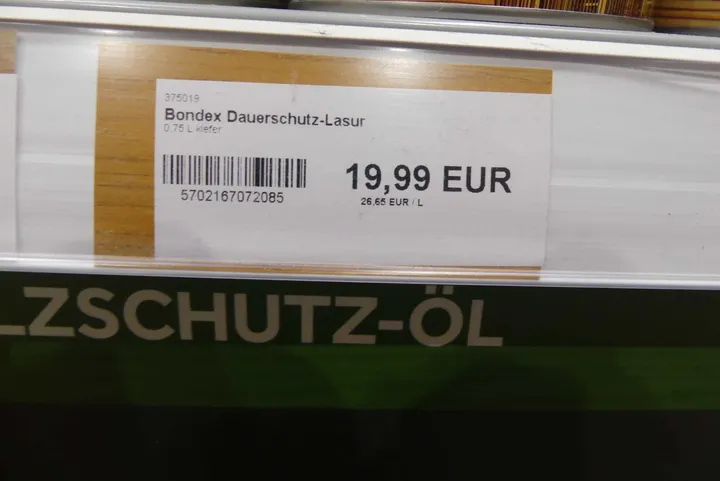 375019
Bondex Dauerschutz-Lasur
0,75 L kiefer
5702167072085
19,99 EUR
26,65 EUR / L
LZSCHUTZ-ÖL